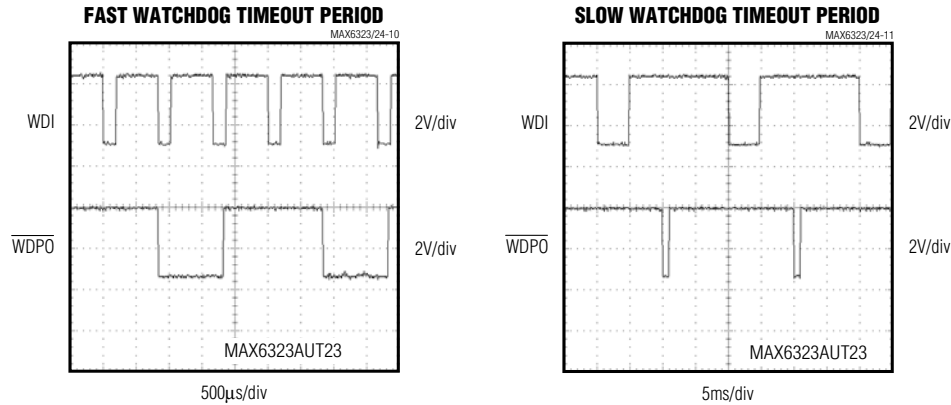 FAST WATCHDOG TIMEOUT PERIOD
MAX6323/24-10
WDI
2V/div
WDPO
2V/div
MAX6323AUT23
500μs/div
SLOW WATCHDOG TIMEOUT PERIOD
MAX6323/24-11
WDI
2V/div
WDPO
2V/div
MAX6323AUT23
5ms/div